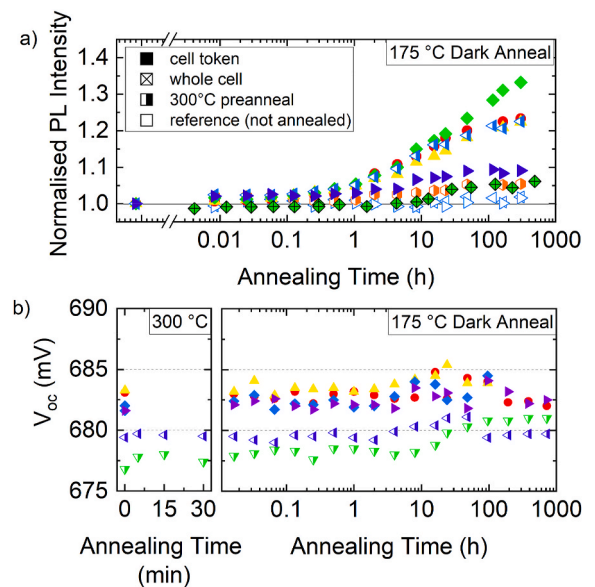 a)
Normalised PL Intensity
1.4
1.3
1.2
1.1
1.0
cell token
whole cell
300°C preanneal
reference (not annealed)
175 °C Dark Anneal
0.01 0.1 1 10 100 1000
Annealing Time (h)
b)
V_oc (mV)
690
685
680
675
300 °C
175 °C Dark Anneal
0 15 30
0.1 1 10 100 1000
Annealing Time (min)
Annealing Time (h)